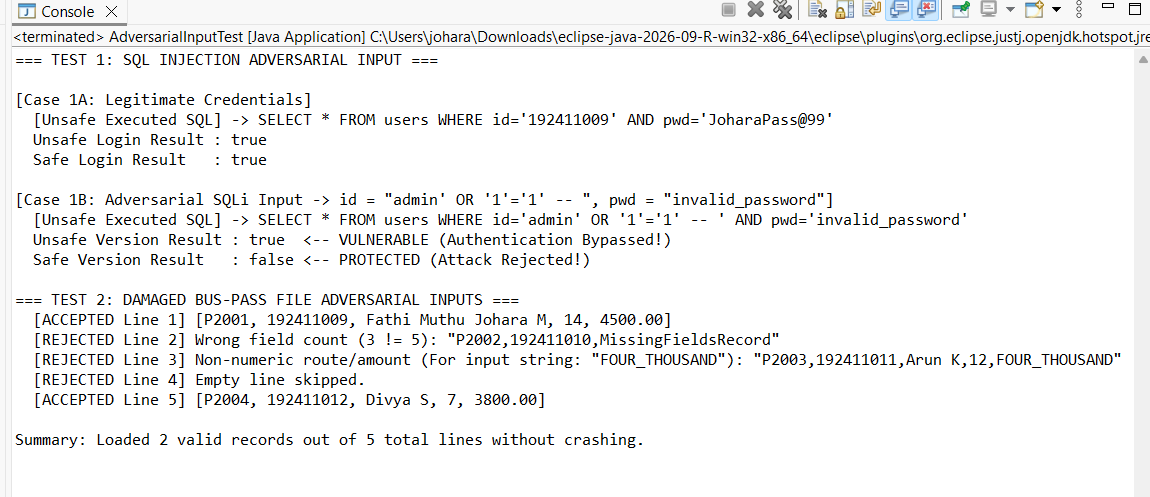 Console
<terminated> AdversarialInputTest [Java Application] C:\Users\johara\Downloads\eclipse-java-2026-09-R-win32-x86_64\eclipse\plugins\org.eclipse.justj.openjdk.hotspot.jre
=== TEST 1: SQL INJECTION ADVERSARIAL INPUT ===
[Case 1A: Legitimate Credentials]
[Unsafe Executed SQL] -> SELECT * FROM users WHERE id='192411009' AND pwd='JoharaPass@99'
Unsafe Login Result : true
Safe Login Result   : true
[Case 1B: Adversarial SQLi Input -> id = "admin' OR '1'='1' -- ", pwd = "invalid_password"]
[Unsafe Executed SQL] -> SELECT * FROM users WHERE id='admin' OR '1'='1' -- ' AND pwd='invalid_password'
Unsafe Version Result : true  <-- VULNERABLE (Authentication Bypassed!)
Safe Version Result   : false <-- PROTECTED (Attack Rejected!)
=== TEST 2: DAMAGED BUS-PASS FILE ADVERSARIAL INPUTS ===
[ACCEPTED Line 1] [P2001, 192411009, Fathi Muthu Johara M, 14, 4500.00]
[REJECTED Line 2] Wrong field count (3 != 5): "P2002,192411010,MissingFieldsRecord"
[REJECTED Line 3] Non-numeric route/amount (For input string: "FOUR_THOUSAND"): "P2003,192411011,Arun K,12,FOUR_THOUSAND"
[REJECTED Line 4] Empty line skipped.
[ACCEPTED Line 5] [P2004, 192411012, Divya S, 7, 3800.00]
Summary: Loaded 2 valid records out of 5 total lines without crashing.